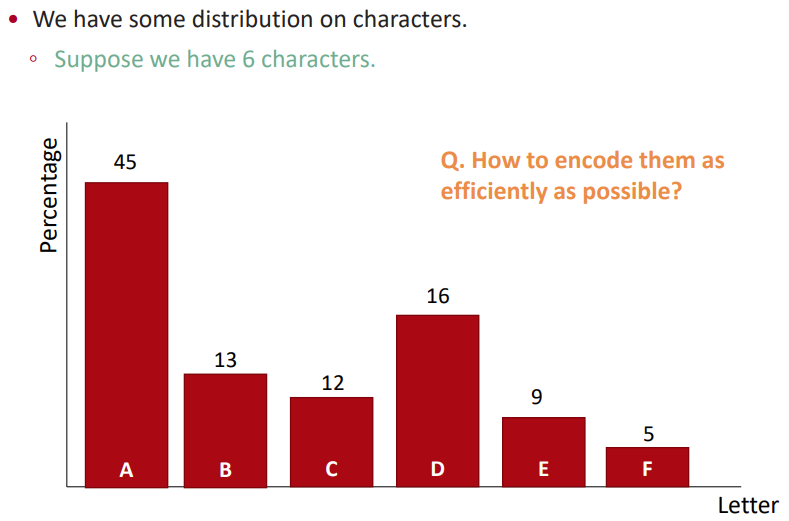 • We have some distribution on characters.
◦ Suppose we have 6 characters.
Q. How to encode them as
efficiently as possible?
Percentage
45
13
12
16
9
5
A B C D E F
Letter